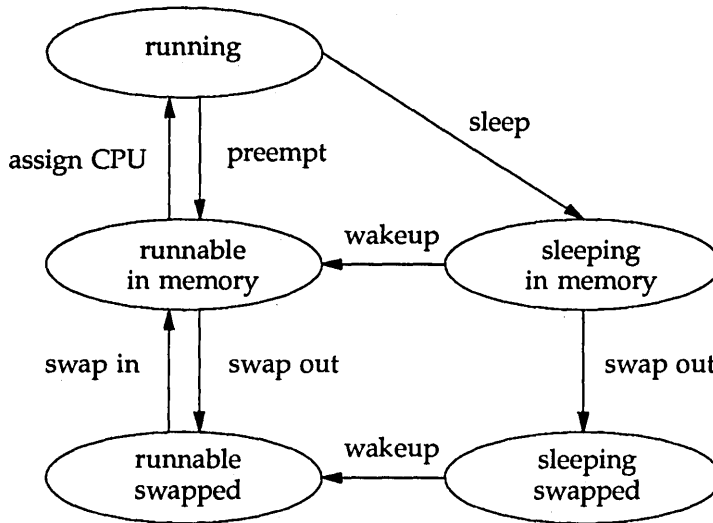 running
sleep
assign CPU
preempt
runnable
in memory
wakeup
sleeping
in memory
swap in
swap out
swap out
runnable
swapped
wakeup
sleeping
swapped